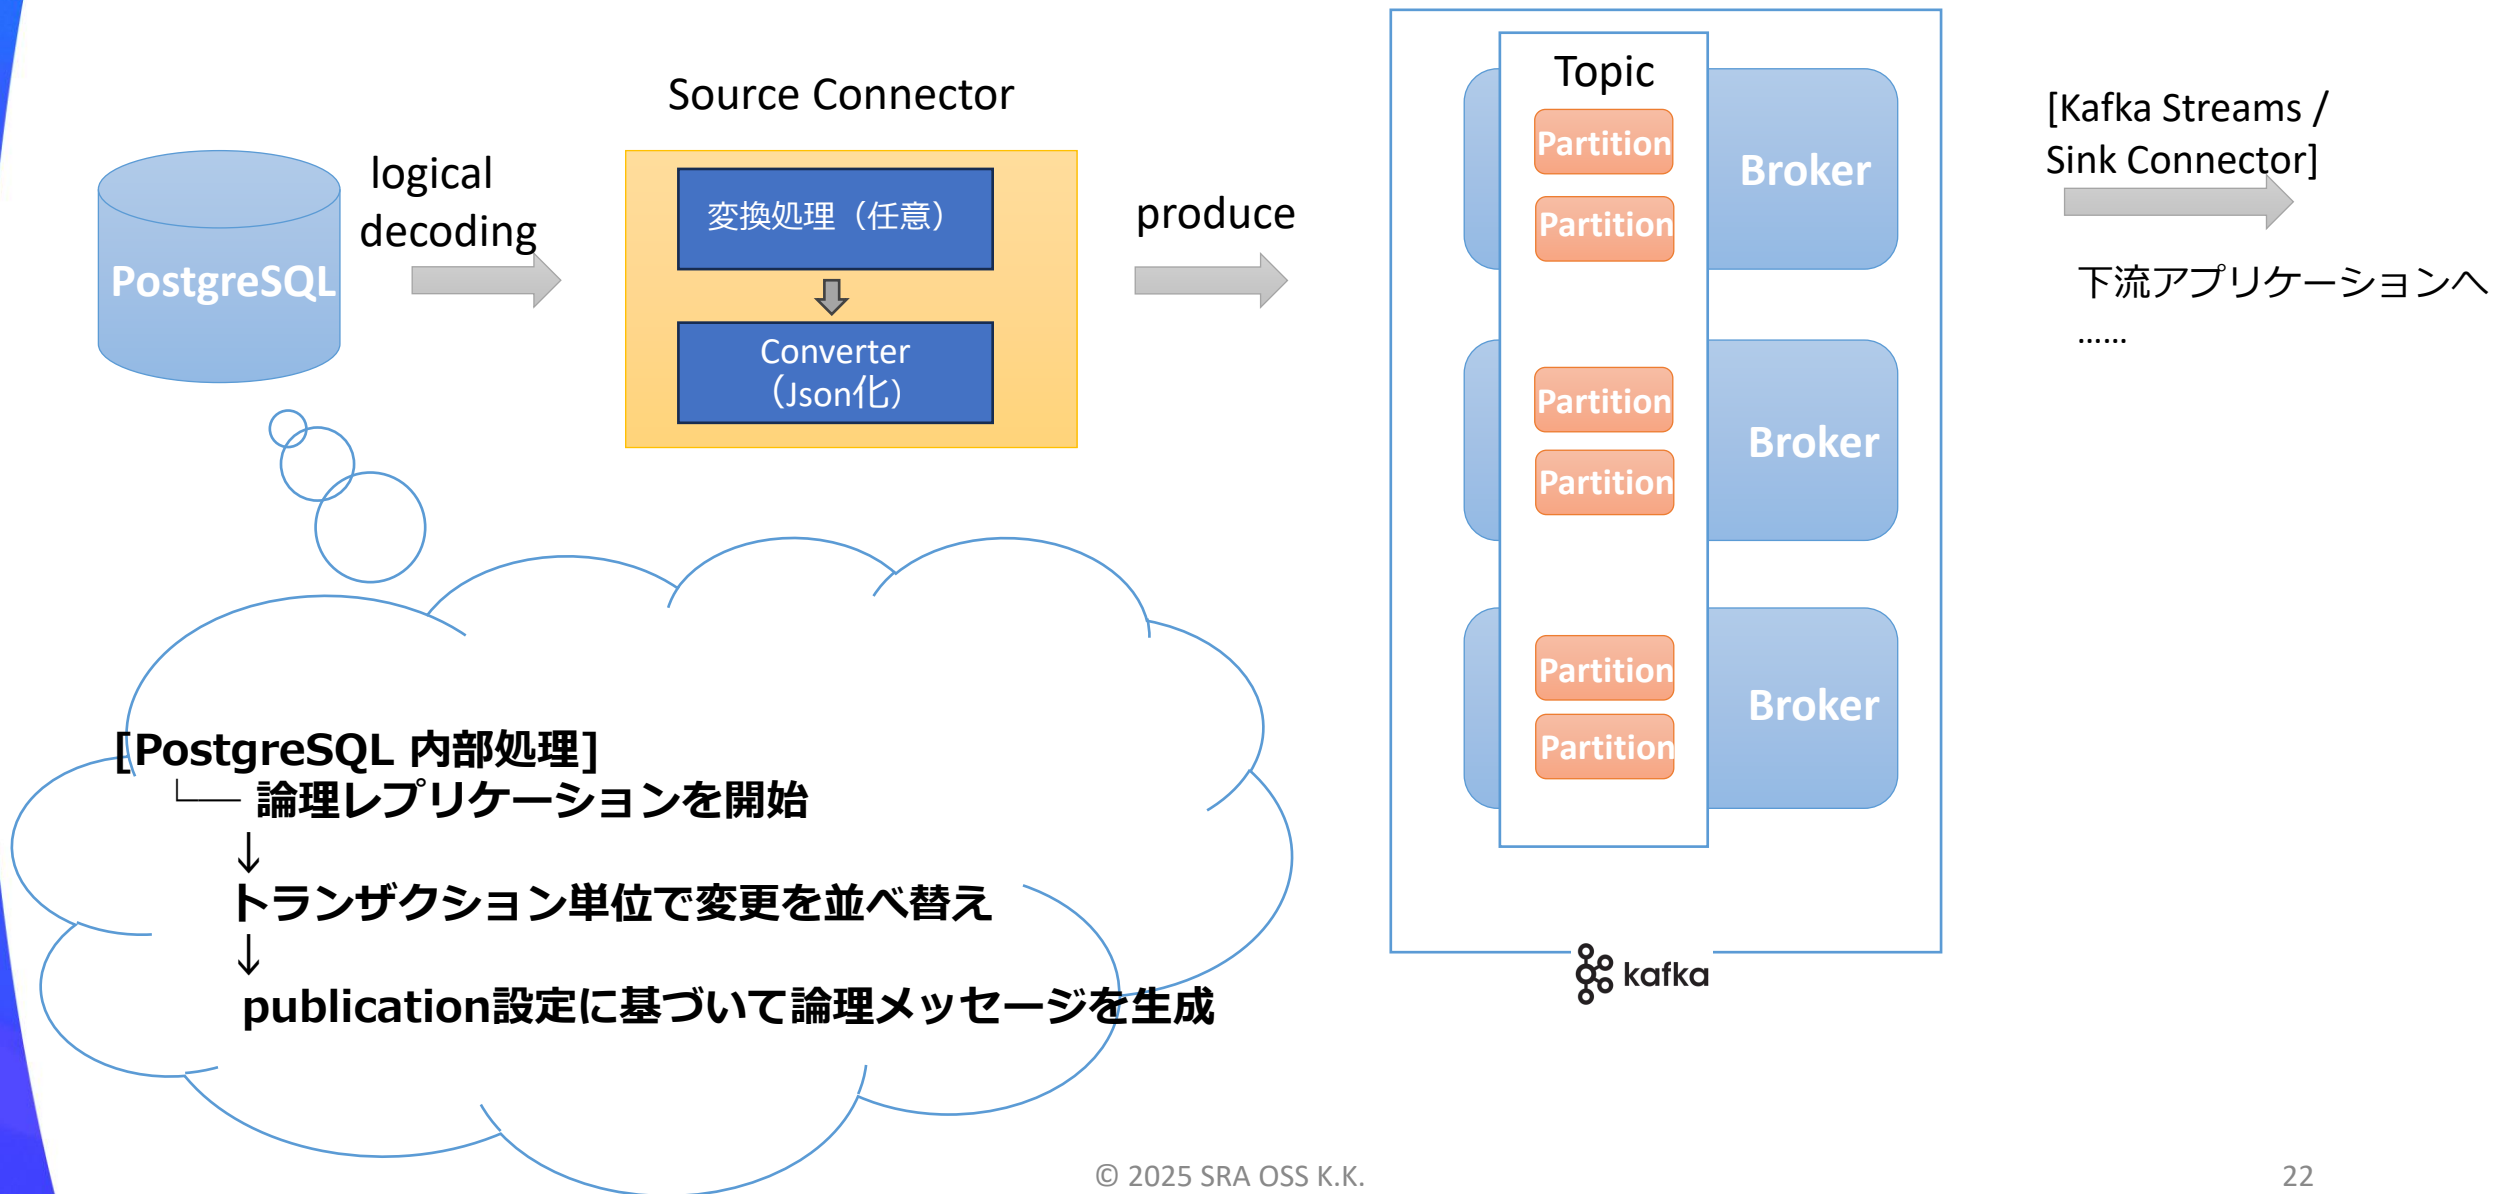 Source Connector
logical
decoding
PostgreSQL
変換処理（任意）
Converter
（Json化）
produce
Topic
Partition
Partition
Broker
Partition
Partition
Broker
Partition
Partition
Broker
kafka
[Kafka Streams /
Sink Connector]
下流アプリケーションへ
……
[PostgreSQL 内部処理]
└── 論理レプリケーションを開始
↓
トランザクション単位で変更を並べ替え
↓
publication設定に基づいて論理メッセージを生成
© 2025 SRA OSS K.K.
22